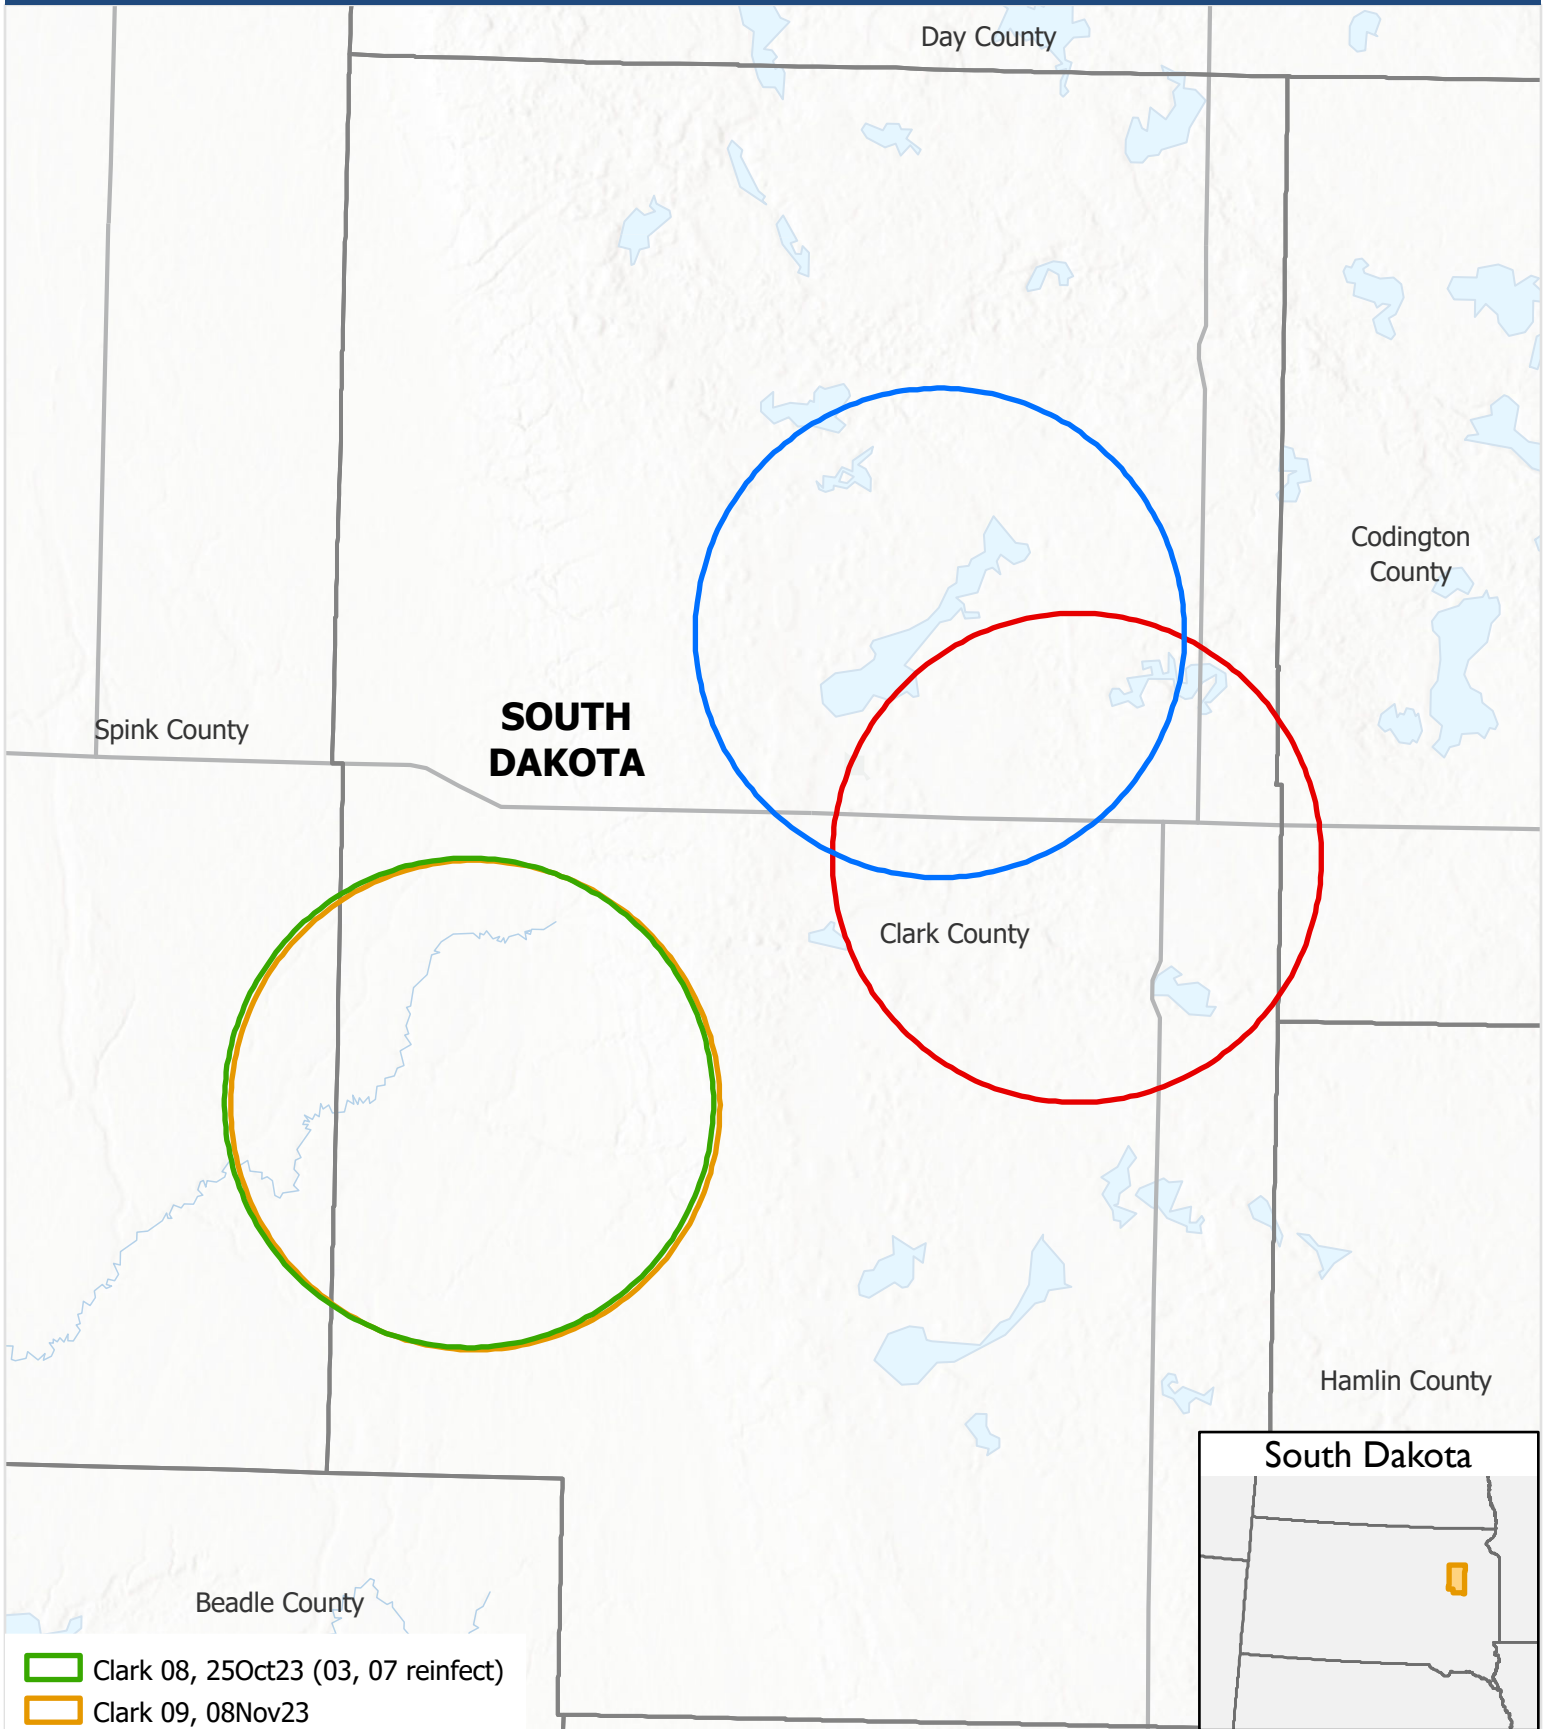 Day County
Codington
County
SOUTH
DAKOTA
Spink County
Clark County
Hamlin County
South Dakota
Beadle County
Clark 08, 25Oct23 (03, 07 reinfect)
Clark 09, 08Nov23